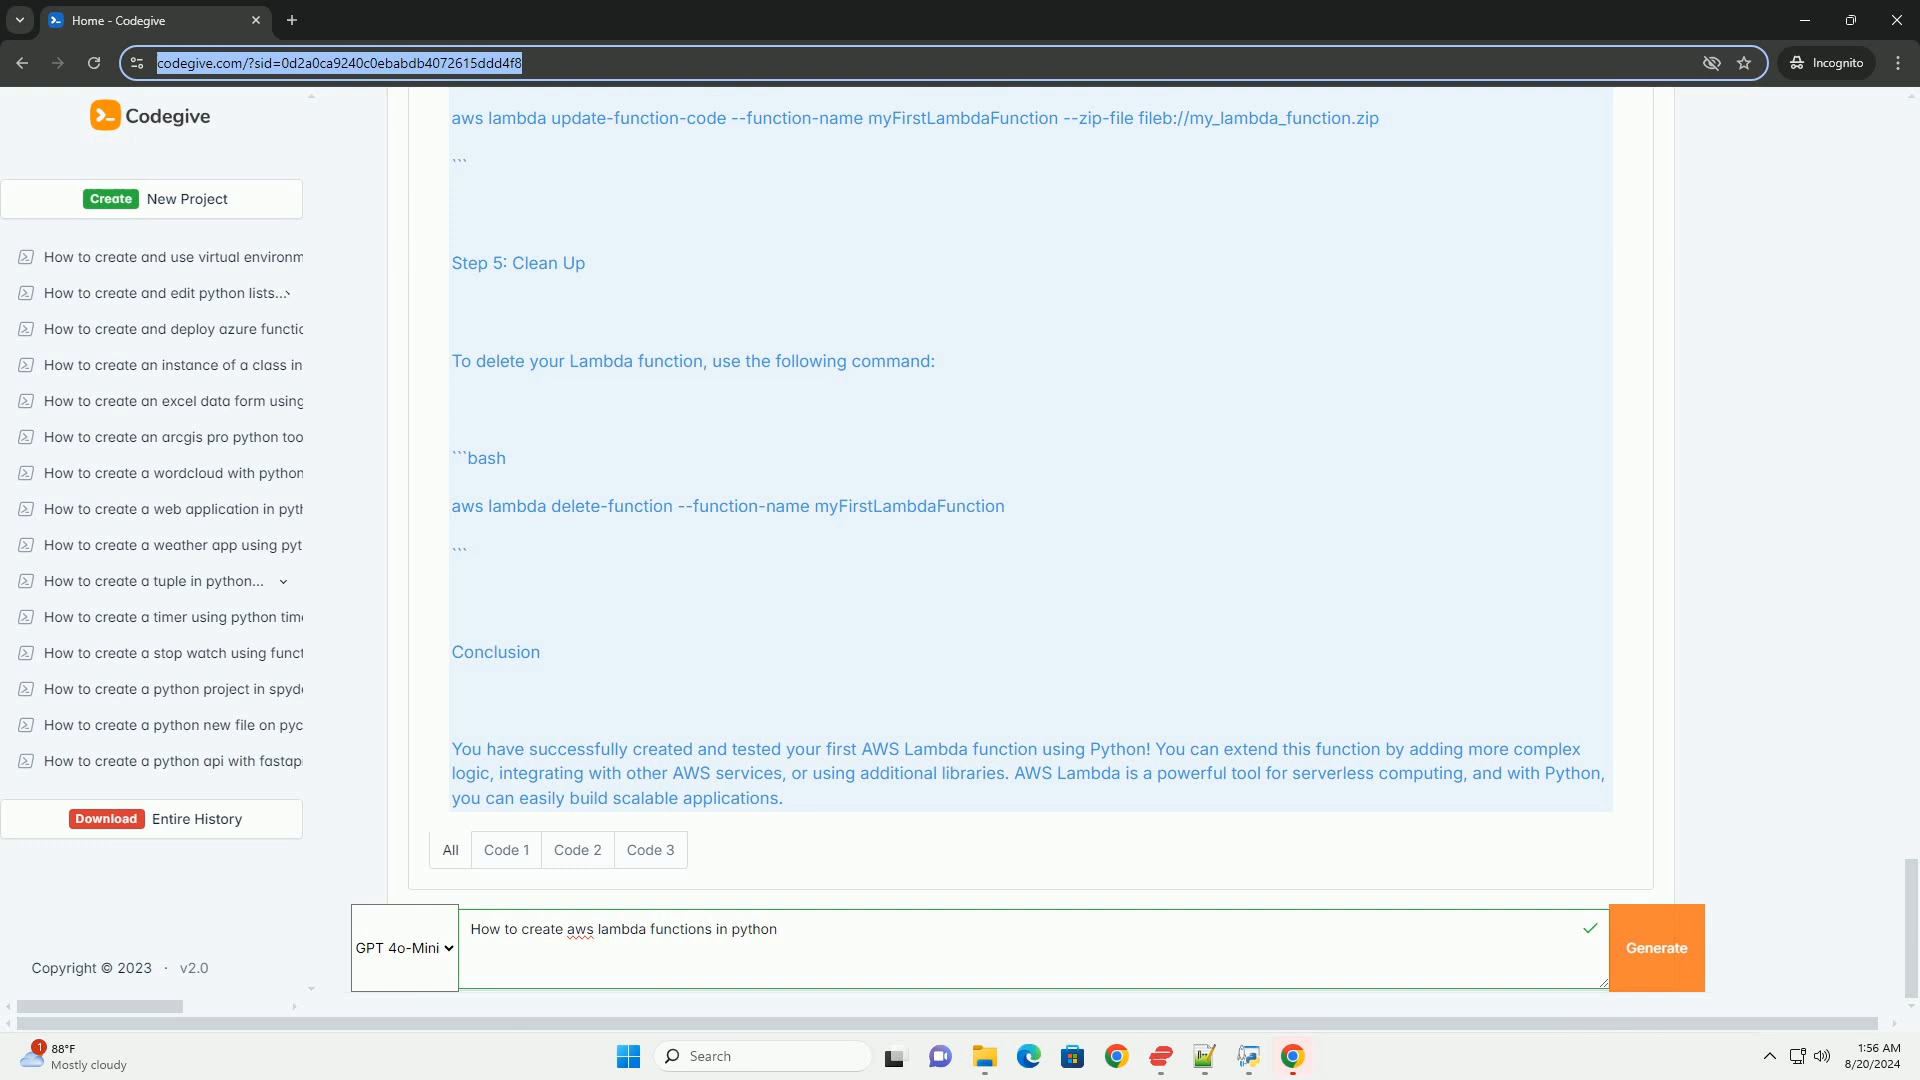 Home - Codegive
codegive.com/?sid=0d2a0ca9240c0ebabdb4072615ddd4f8
Incognito
Codegive
Create New Project
How to create and use virtual environm
How to create and edit python lists...
How to create and deploy azure functic
How to create an instance of a class in
How to create an excel data form using
How to create an arcgis pro python too
How to create a wordcloud with python
How to create a web application in pyth
How to create a weather app using pyt
How to create a tuple in python...
How to create a timer using python time
How to create a stop watch using funct
How to create a python project in spyde
How to create a python new file on pyc
How to create a python api with fastapi
Download Entire History
Copyright © 2023 · v2.0
aws lambda update-function-code --function-name myFirstLambdaFunction --zip-file fileb://my_lambda_function.zip
```
Step 5: Clean Up
To delete your Lambda function, use the following command:
```bash
aws lambda delete-function --function-name myFirstLambdaFunction
```
Conclusion
You have successfully created and tested your first AWS Lambda function using Python! You can extend this function by adding more complex
logic, integrating with other AWS services, or using additional libraries. AWS Lambda is a powerful tool for serverless computing, and with Python,
you can easily build scalable applications.
All Code 1 Code 2 Code 3
GPT 4o-Mini
How to create aws lambda functions in python
Generate
1
88°F
Mostly cloudy
Search
1:56 AM
8/20/2024